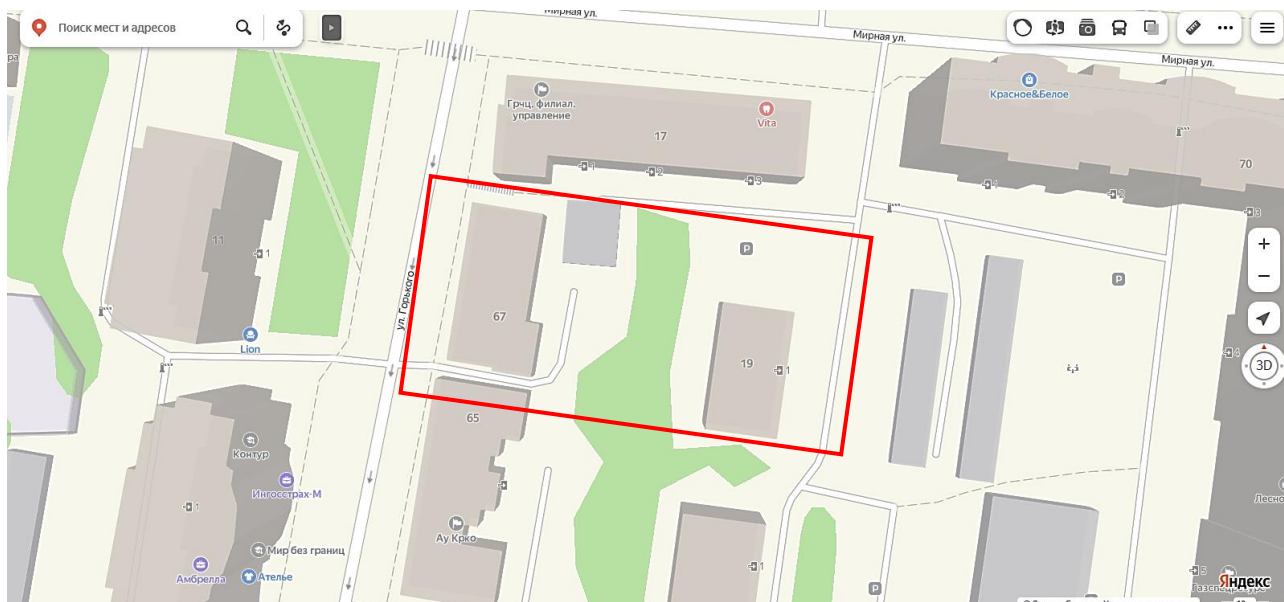 Мирная ул.
Поиск мест и адресов
Мирная ул.
Мирная ул.
Красное&Белое
Грчц. филиал.
управление
Vita
17
1
2
3
70
1
2
3
11
1
P
ул. Горького
67
P
Lion
19
1
4
3D
65
Контур
Ингосстрах-М
1
Ау Крко
Мир без границ
Амбрелла
Ателье
1
P
5
Яндекс